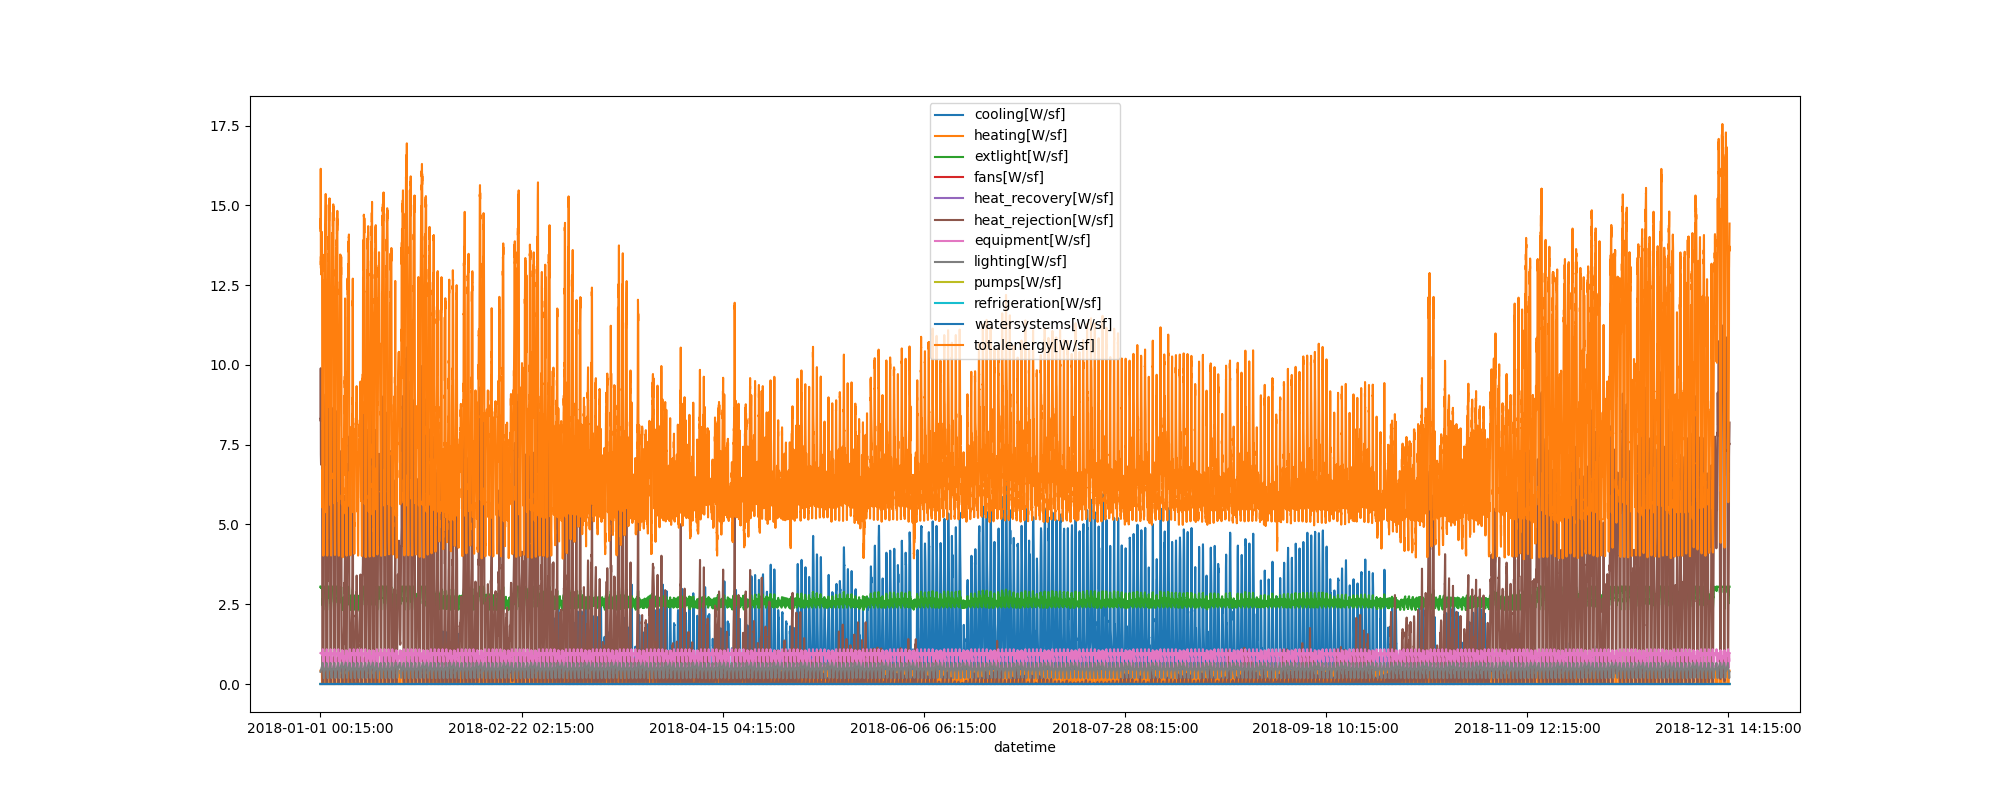 17.5
15.0
12.5
10.0
7.5
5.0
2.5
0.0
cooling[W/sf]
heating[W/sf]
extlight[W/sf]
fans[W/sf]
heat_recovery[W/sf]
heat_rejection[W/sf]
equipment[W/sf]
lighting[W/sf]
pumps[W/sf]
refrigeration[W/sf]
watersystems[W/sf]
totalenergy[W/sf]
2018-01-01 00:15:00
2018-02-22 02:15:00
2018-04-15 04:15:00
2018-06-06 06:15:00
2018-07-28 08:15:00
2018-09-18 10:15:00
2018-11-09 12:15:00
2018-12-31 14:15:00
datetime